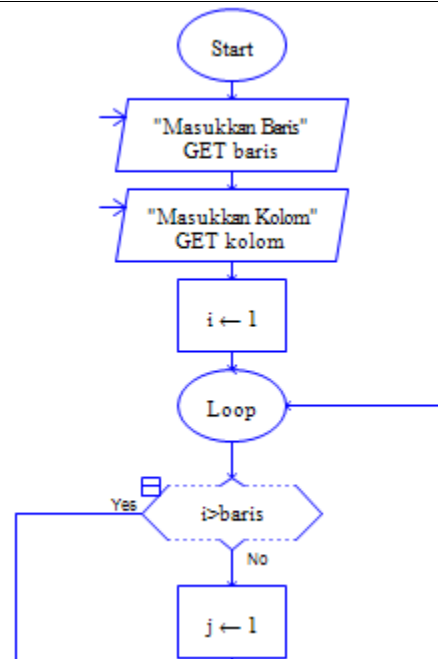 Start
"Masukkan Baris"
GET baris
"Masukkan Kolom"
GET kolom
i ← 1
Loop
Yes
i>baris
No
j ← 1